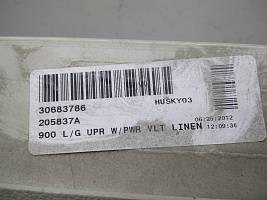 30683786
HUSKY03
205837A
06/25/2012
900 L/G UPR W/PWR VLT LINEN
12:09:36